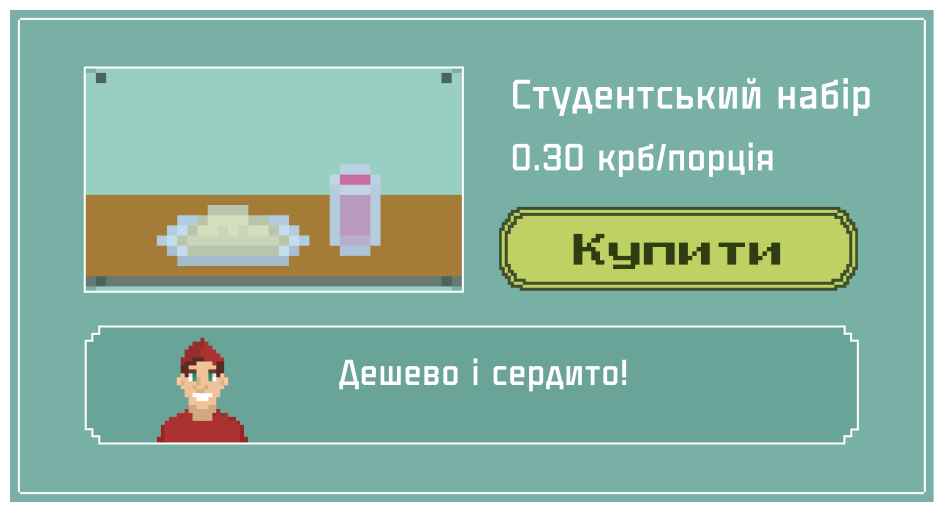 Студентський набір
0.30 крб/порція
Купити
Дешево і сердито!